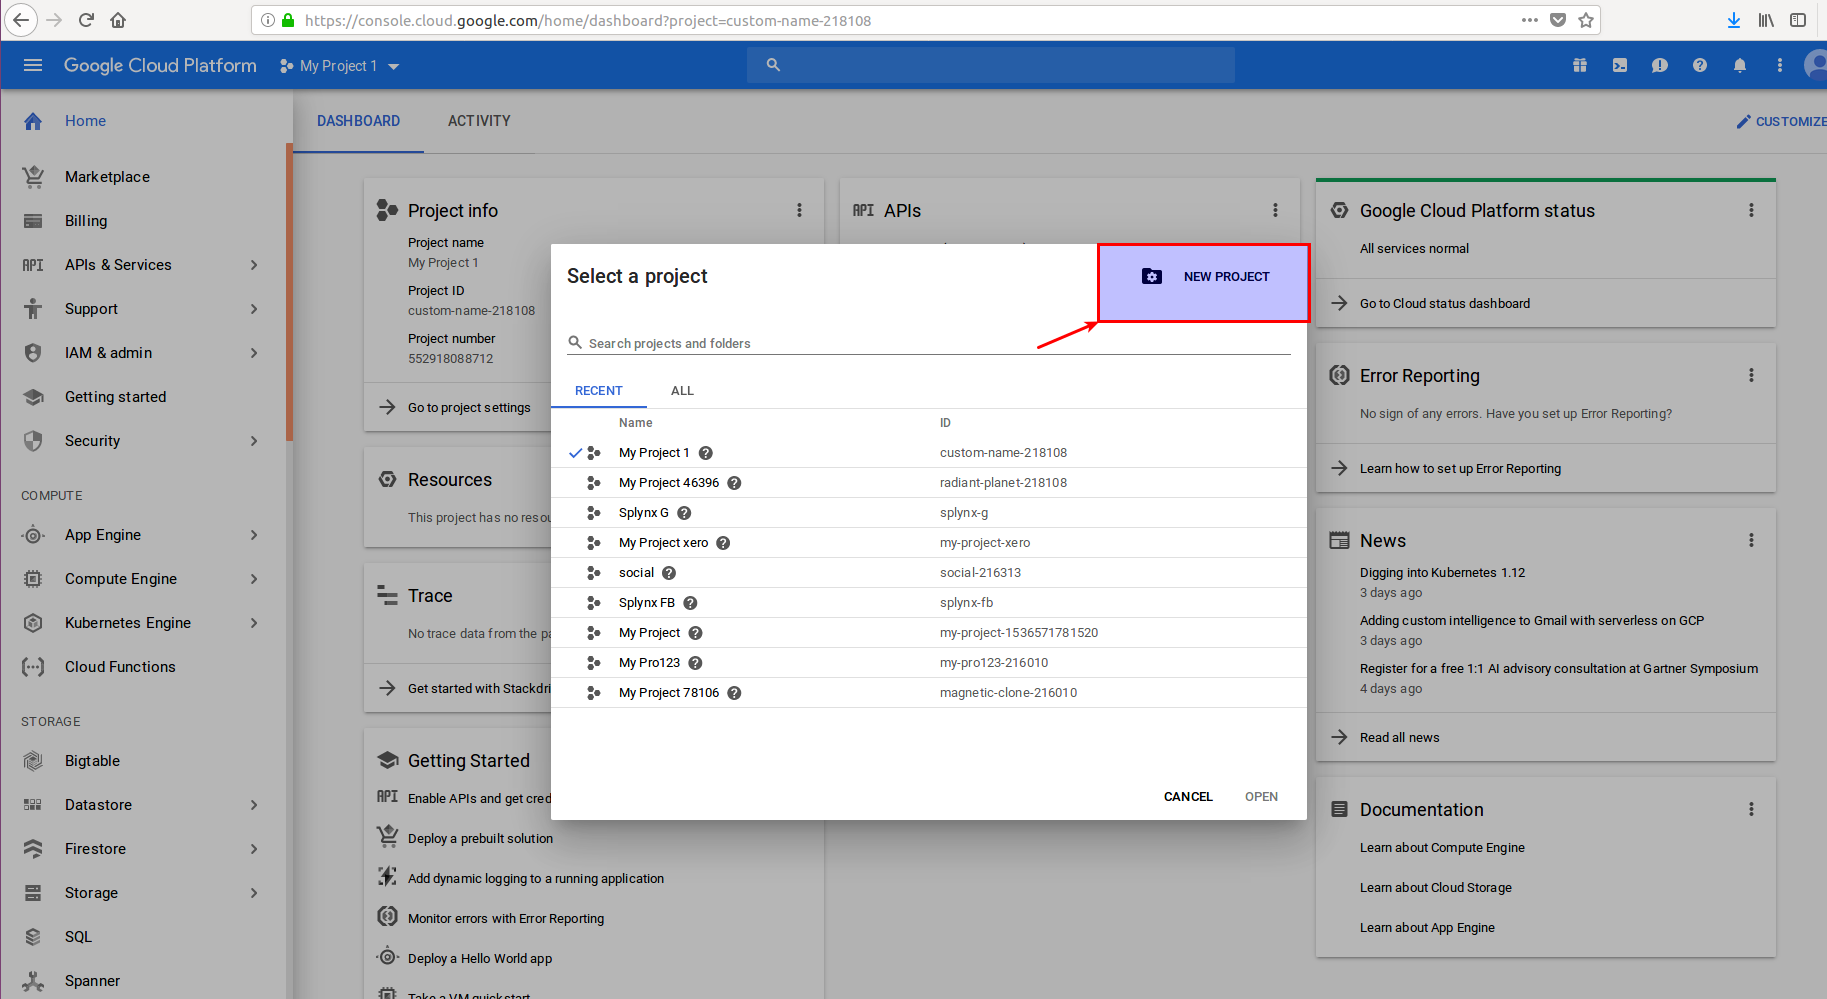 https://console.cloud.google.com/home/dashboard?project=custom-name-218108
Google Cloud Platform
My Project 1
Home
Marketplace
Billing
API
APIs & Services
Support
IAM & admin
Getting started
Security
COMPUTE
App Engine
Compute Engine
Kubernetes Engine
Cloud Functions
STORAGE
Bigtable
Datastore
Firestore
Storage
SQL
Spanner
DASHBOARD
ACTIVITY
CUSTOMIZE
Project info
Project name
My Project 1
Project ID
custom-name-218108
Project number
552918088712
Go to project settings
Resources
This project has no resou
Trace
No trace data from the pa
Get started with Stackdri
Getting Started
API
Enable APIs and get cred
Deploy a prebuilt solution
Add dynamic logging to a running application
Monitor errors with Error Reporting
Deploy a Hello World app
Take a VM quickstart
API
APIs
Select a project
NEW PROJECT
Search projects and folders
RECENT
ALL
Name ID
My Project 1 custom-name-218108
My Project 46396 radiant-planet-218108
Splynx G splynx-g
My Project xero my-project-xero
social social-216313
Splynx FB splynx-fb
My Project my-project-1536571781520
My Pro123 my-pro123-216010
My Project 78106 magnetic-clone-216010
CANCEL
OPEN
Google Cloud Platform status
All services normal
Go to Cloud status dashboard
Error Reporting
No sign of any errors. Have you set up Error Reporting?
Learn how to set up Error Reporting
News
Digging into Kubernetes 1.12
3 days ago
Adding custom intelligence to Gmail with serverless on GCP
3 days ago
Register for a free 1:1 AI advisory consultation at Gartner Symposium
4 days ago
Read all news
Documentation
Learn about Compute Engine
Learn about Cloud Storage
Learn about App Engine